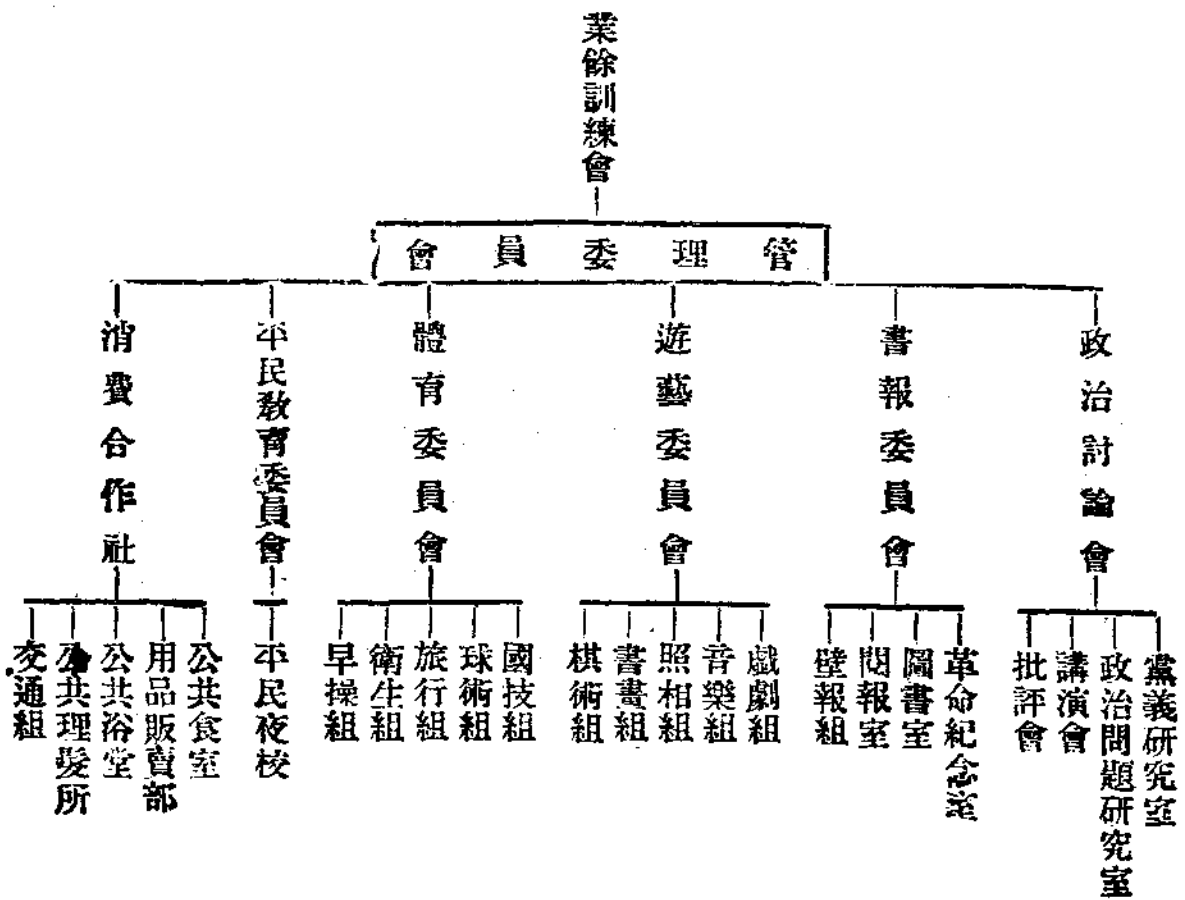 業餘訓練會
管理委員會
政治討論會
黨義研究室
政治問題研究室
講演會
批評會
書報委員會
革命紀念室
圖書室
閱報室
壁報組
遊藝委員會
戲劇組
音樂組
照相組
書畫組
棋術組
體育委員會
國技組
球術組
旅行組
衛生組
早操組
平民敎育委員會
平民夜校
消費合作社
公共食室
用品販賣部
公共浴堂
公共理髮所
交通組